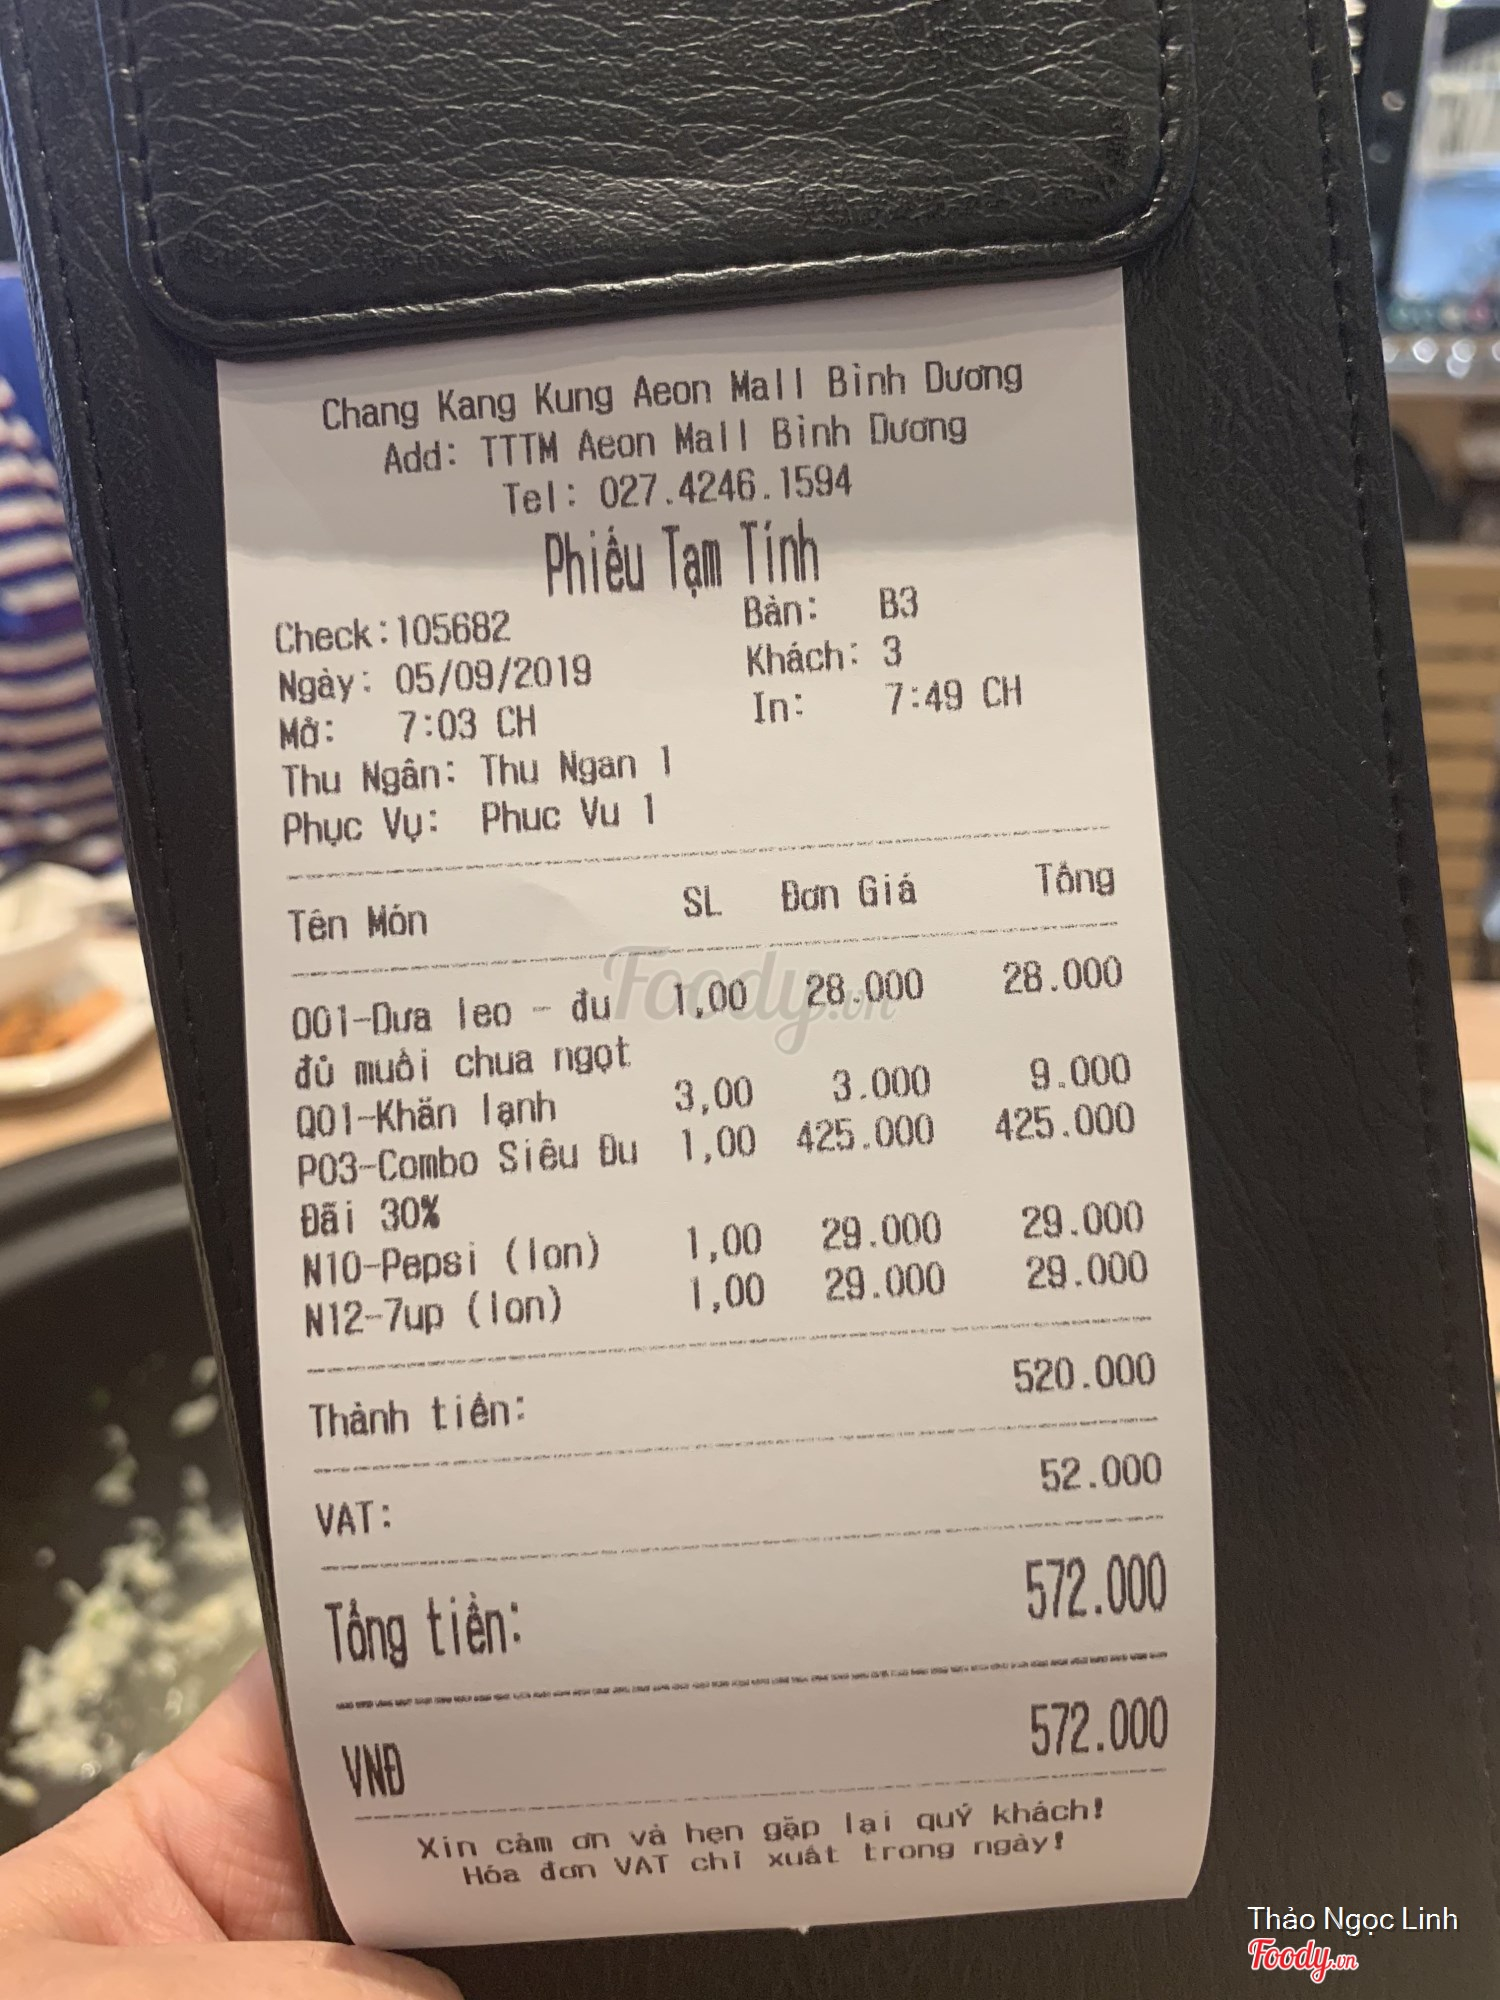 Chang Kang Kung Aeon Mall Bình Dương
Add: TTTM Aeon Mall Bình Dương
Tel: 027.4246.1594
Phiếu Tạm Tính
Check:105682 Bàn: B3
Ngày: 05/09/2019 Khách: 3
Mở: 7:03 CH In: 7:49 CH
Thu Ngân: Thu Ngan 1
Phục Vụ: Phuc Vu 1
Tên Món SL Đơn Giá Tổng
O01-Dưa leo - đu 1,00 28.000 28.000
đủ muối chua ngọt
Q01-Khăn lạnh 3,00 3.000 9.000
P03-Combo Siêu Đu 1,00 425.000 425.000
Đãi 30%
N10-Pepsi (lon) 1,00 29.000 29.000
N12-7up (lon) 1,00 29.000 29.000
Thành tiền: 520.000
VAT: 52.000
Tổng tiền: 572.000
VNĐ 572.000
Xin cảm ơn và hẹn gặp lại quý khách!
Hóa đơn VAT chỉ xuất trong ngày!
Foody.vn
Thảo Ngọc Linh
Foody.vn